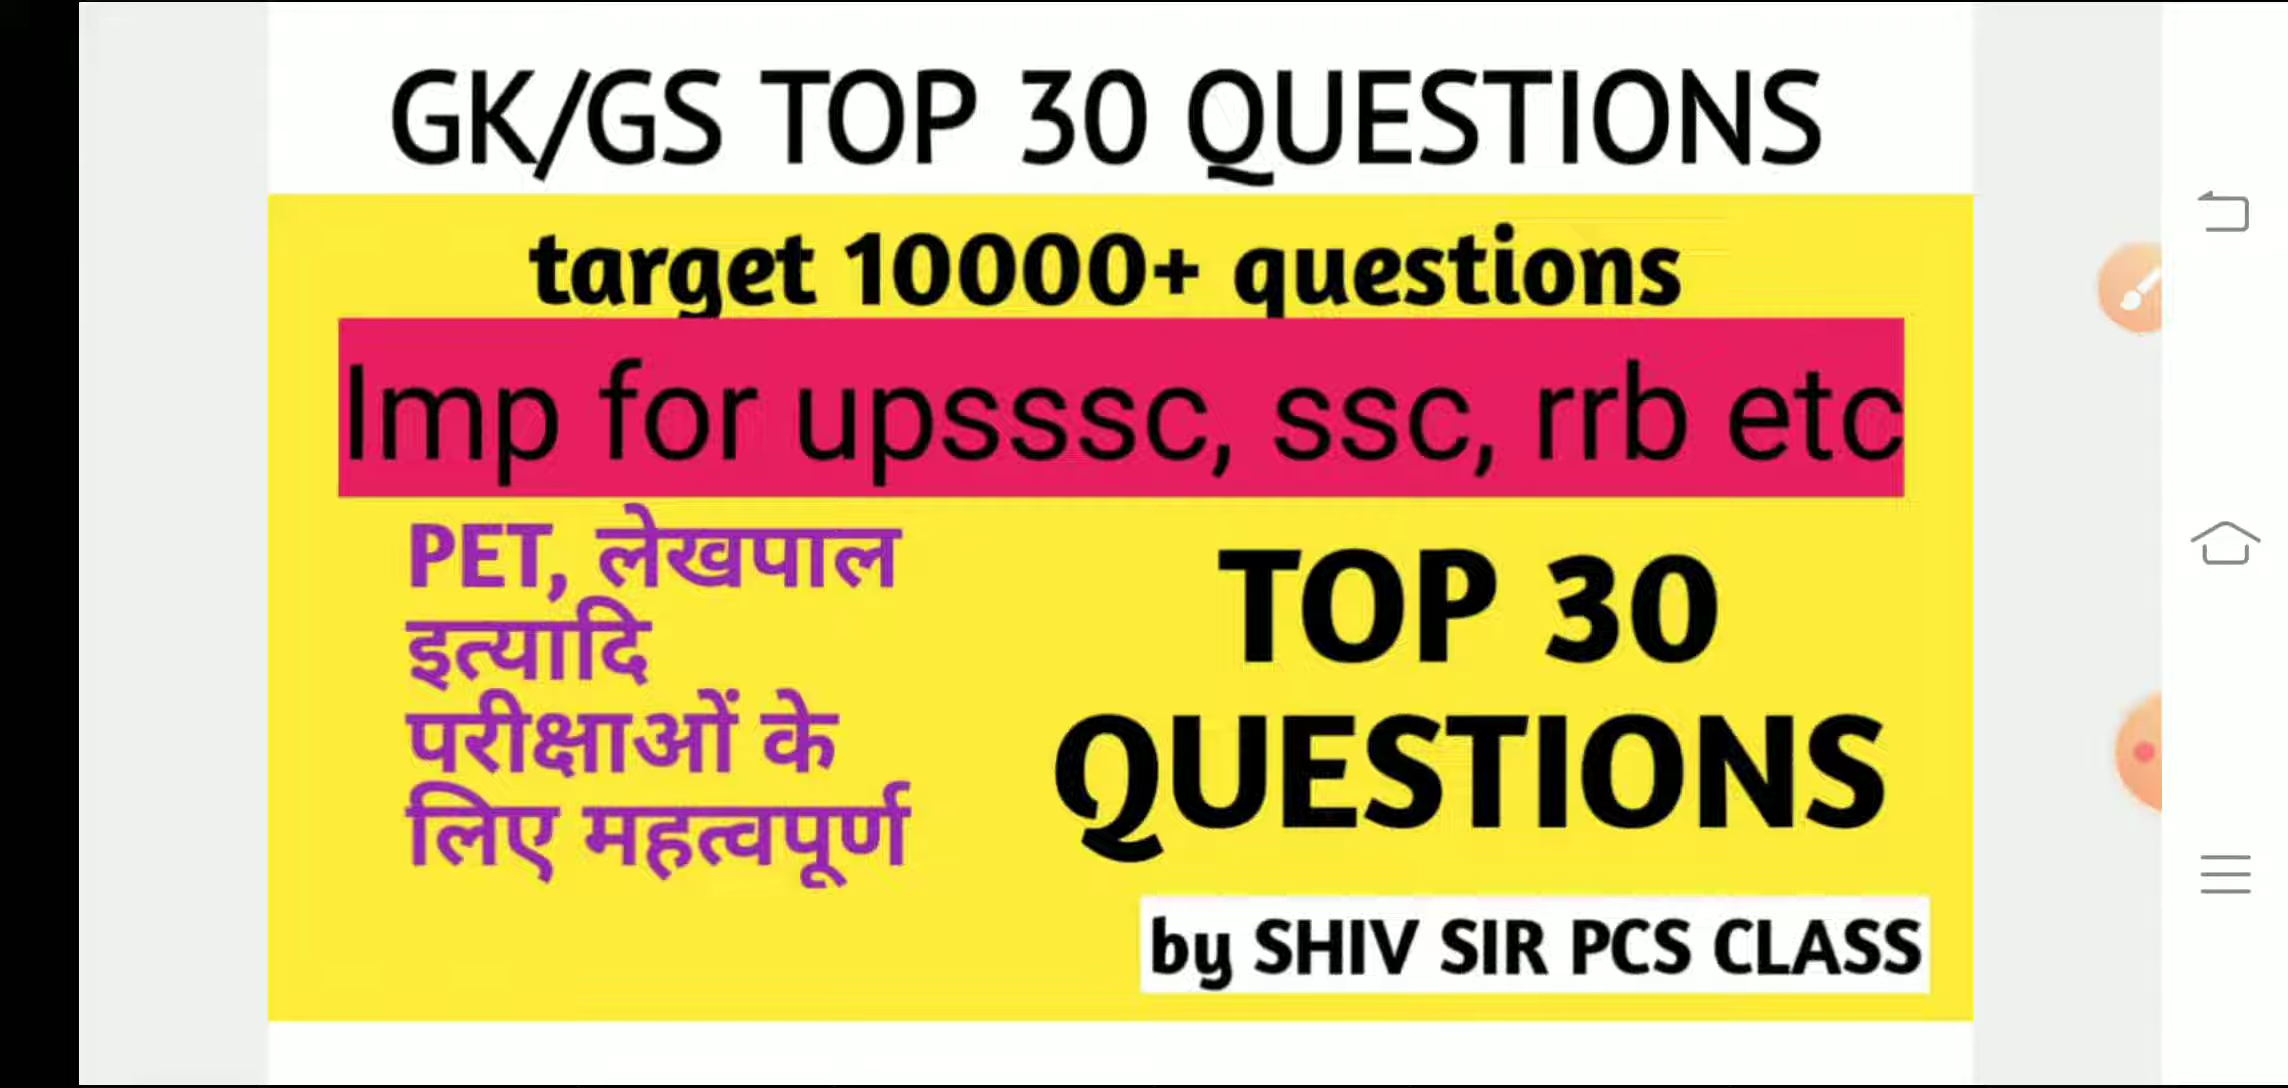 GK/GS TOP 30 QUESTIONS
target 10000+ questions
Imp for upsssc, ssc, rrb etc
PET, लेखपाल
इत्यादि
परीक्षाओं के
लिए महत्वपूर्ण
TOP 30
QUESTIONS
by SHIV SIR PCS CLASS